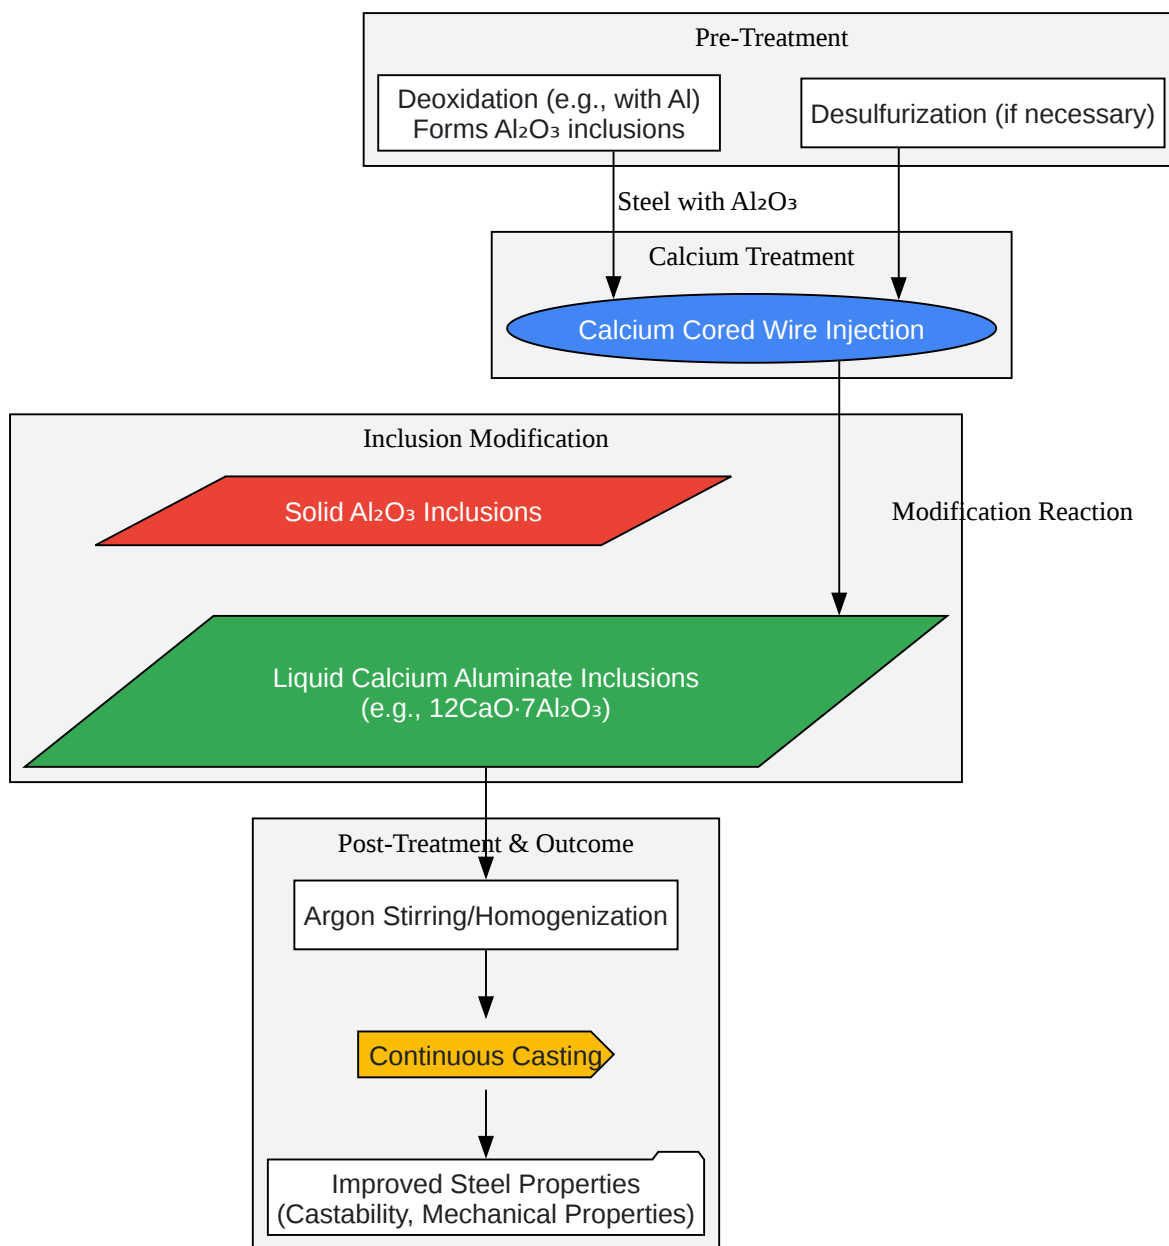 Pre-Treatment
Deoxidation (e.g., with Al)
Forms Al₂O₃ inclusions
Desulfurization (if necessary)
Steel with Al₂O₃
Calcium Treatment
Calcium Cored Wire Injection
Inclusion Modification
Solid Al₂O₃ Inclusions
Modification Reaction
Liquid Calcium Aluminate Inclusions
(e.g., 12CaO·7Al₂O₃)
Post-Treatment & Outcome
Argon Stirring/Homogenization
Continuous Casting
Improved Steel Properties
(Castability, Mechanical Properties)